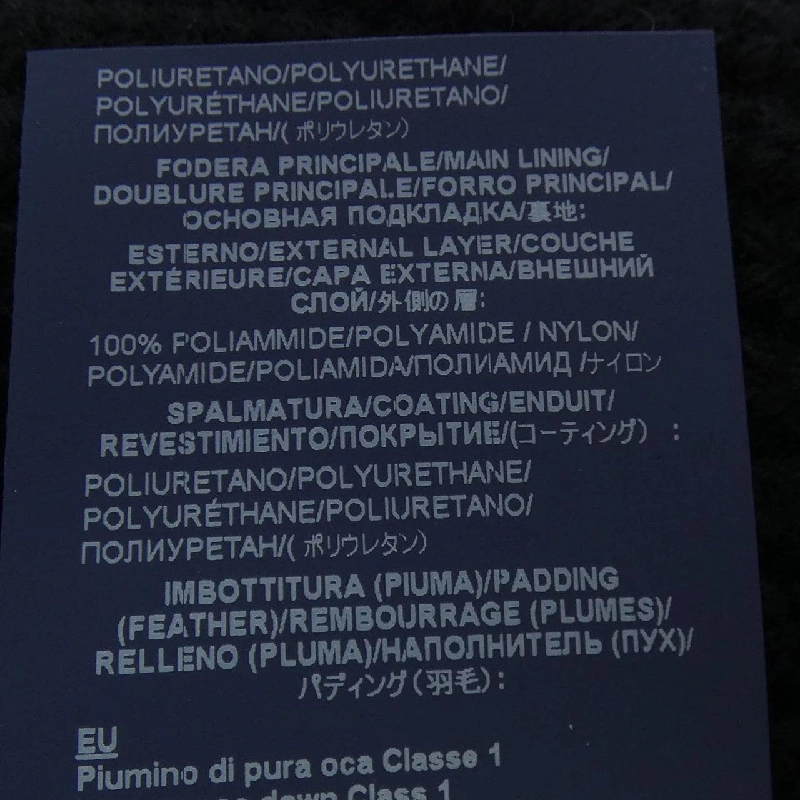 POLIURETANO/POLYURETHANE/
POLYURÉTHANE/POLIURETANO/
ПОЛИУРЕТАН/( ポリウレタン)
FODERA PRINCIPALE/MAIN LINING/
DOUBLURE PRINCIPALE/FORRO PRINCIPAL/
ОСНОВНАЯ ПОДКЛАДКА/裏地:
ESTERNO/EXTERNAL LAYER/COUCHE
EXTÉRIEURE/CAPA EXTERNA/ВНЕШНИЙ
СЛОЙ/外側の層:
100% POLIAMMIDE/POLYAMIDE / NYLON/
POLYAMIDE/POLIAMIDA/ПОЛИАМИД /ナイロン
SPALMATURA/COATING/ENDUIT/
REVESTIMIENTO/ПОКРЫТИЕ/(コーティング) :
POLIURETANO/POLYURETHANE/
POLYURÉTHANE/POLIURETANO/
ПОЛИУРЕТАН/( ポリウレタン)
IMBOTTITURA (PIUMA)/PADDING
(FEATHER)/REMBOURRAGE (PLUMES)/
RELLENO (PLUMA)/НАПОЛНИТЕЛЬ (ПУХ)/
パディング(羽毛):
EU
Piumino di pura oca Classe 1
down Class 1